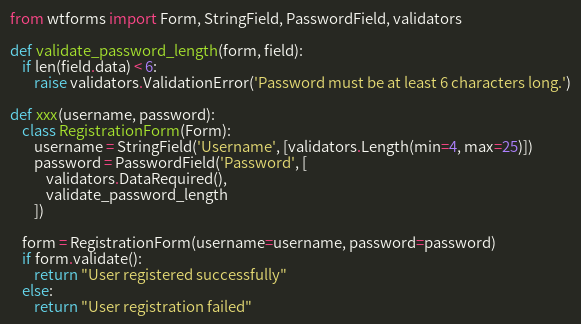 from wtforms import Form, StringField, PasswordField, validators

def validate_password_length(form, field):
    if len(field.data) < 6:
        raise validators.ValidationError('Password must be at least 6 characters long.')

def xxx(username, password):
    class RegistrationForm(Form):
        username = StringField('Username', [validators.Length(min=4, max=25)])
        password = PasswordField('Password', [
            validators.DataRequired(),
            validate_password_length
        ])

    form = RegistrationForm(username=username, password=password)
    if form.validate():
        return "User registered successfully"
    else:
        return "User registration failed"